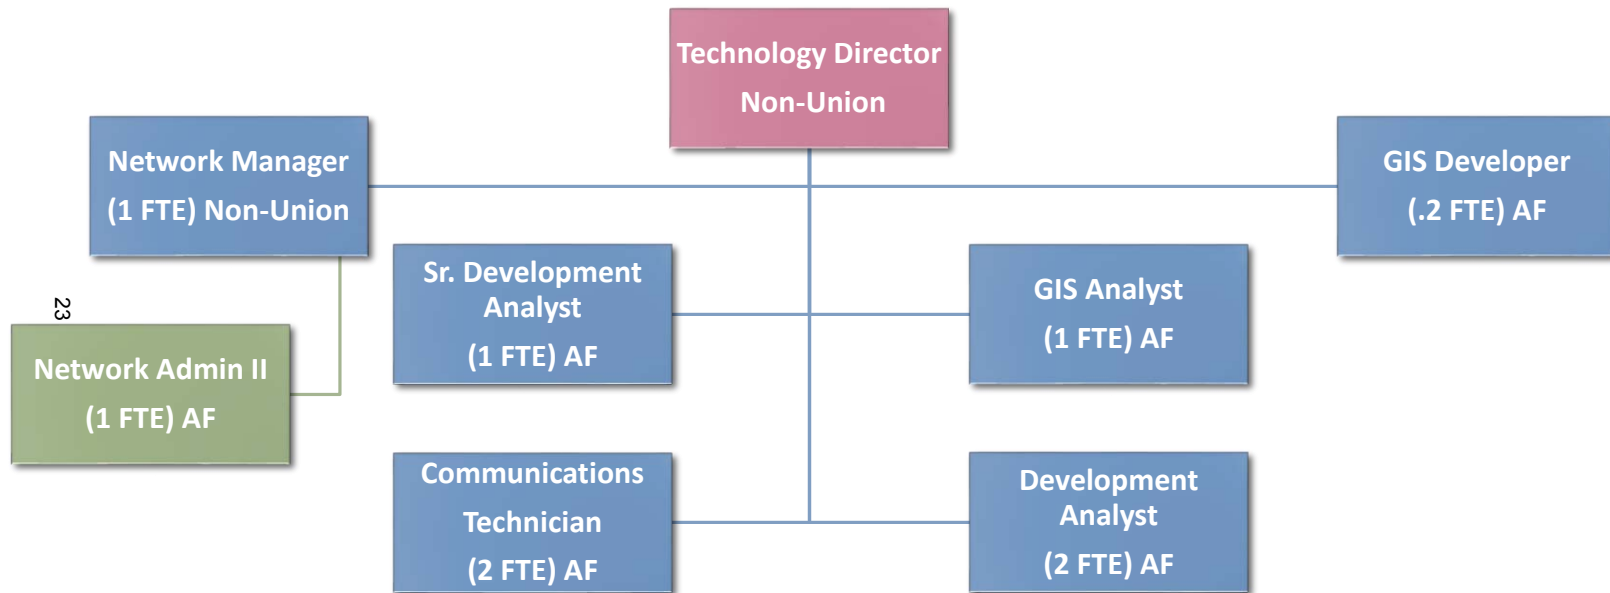 Technology Director
Non-Union
Network Manager
(1 FTE) Non-Union
GIS Developer
(.2 FTE) AF
Sr. Development
Analyst
(1 FTE) AF
GIS Analyst
(1 FTE) AF
23
Network Admin II
(1 FTE) AF
Communications
Technician
(2 FTE) AF
Development
Analyst
(2 FTE) AF